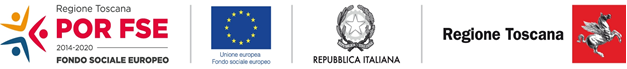 Regione Toscana
POR FSE
2014-2020
FONDO SOCIALE EUROPEO
Unione europea
Fondo sociale europeo
REPUBBLICA ITALIANA
Regione Toscana